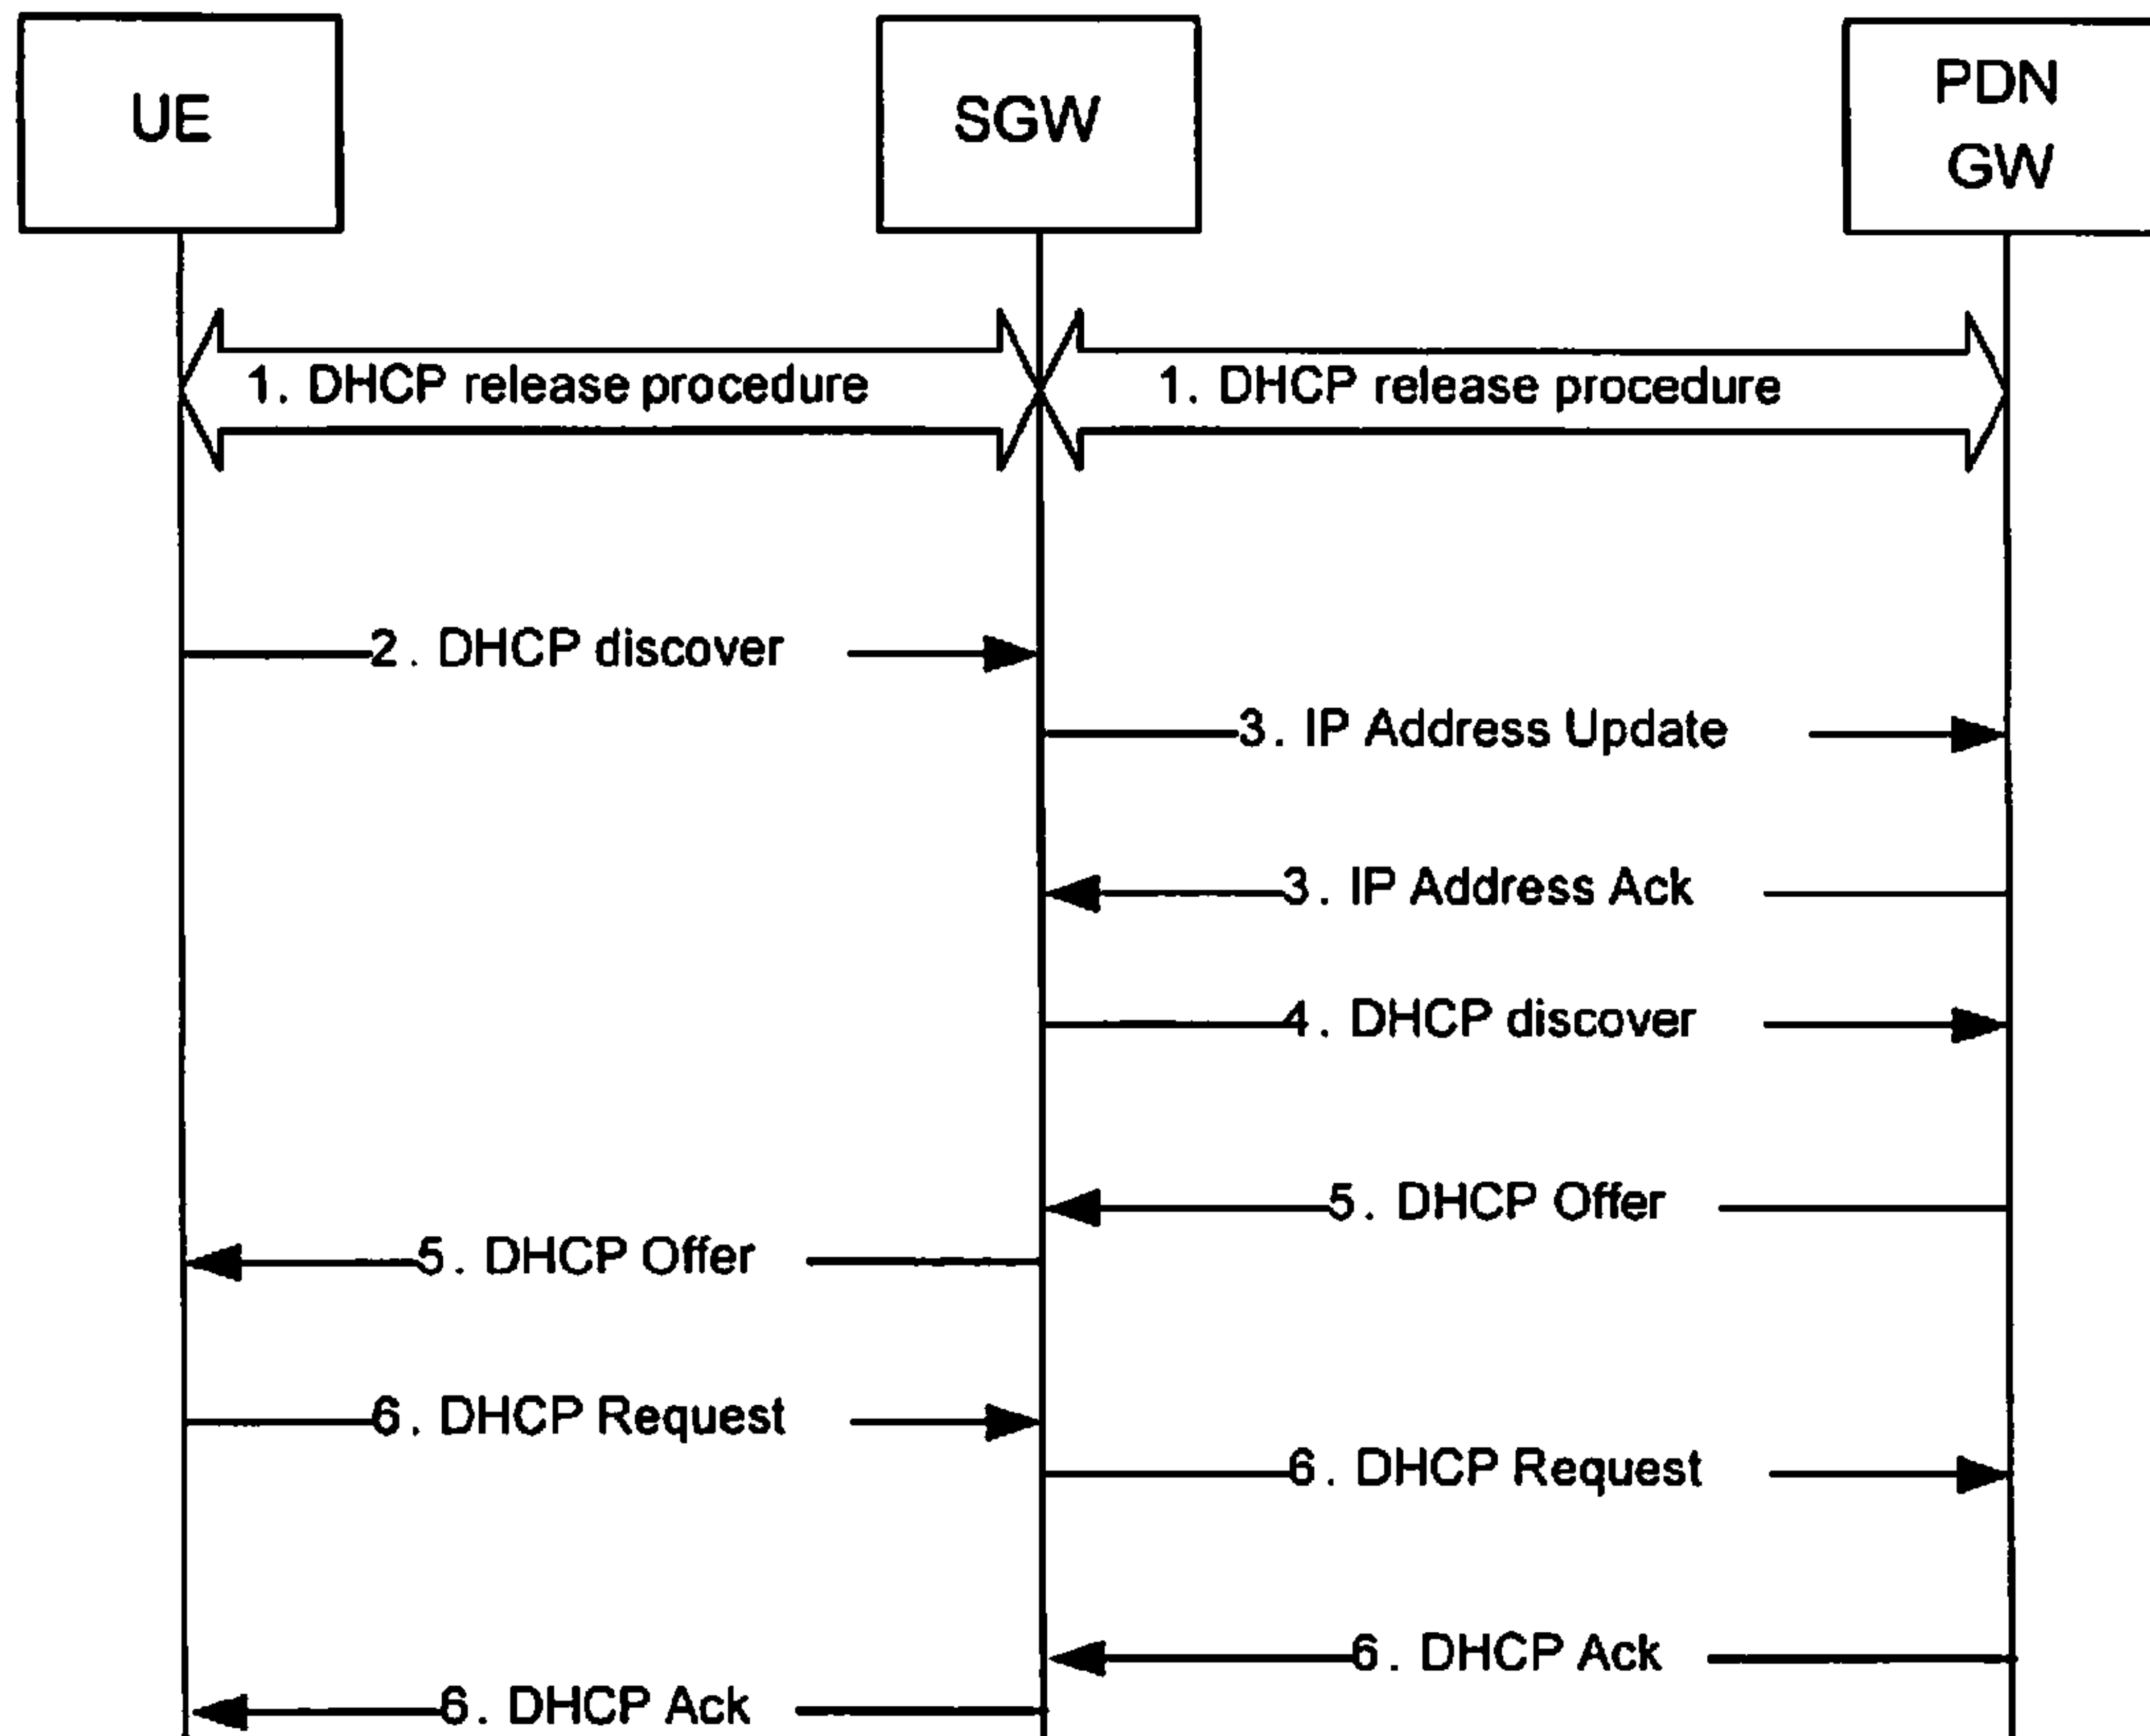 UE
SGW
PDN
GW
1. DHCP release procedure
1. DHCP release procedure
2. DHCP discover
3. IP Address Update
3. IP Address Ack
4. DHCP discover
5. DHCP Offer
5. DHCP Offer
6. DHCP Request
6. DHCP Request
6. DHCP Ack
6. DHCP Ack